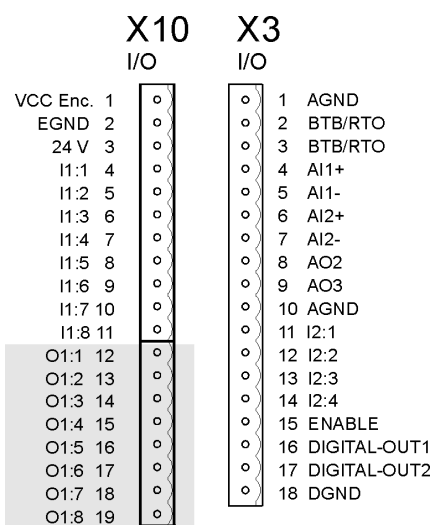 X10 X3
I/O I/O
VCC Enc. 1 1 AGND
EGND 2 2 BTB/RTO
24 V 3 3 BTB/RTO
I1:1 4 4 AI1+
I1:2 5 5 AI1-
I1:3 6 6 AI2+
I1:4 7 7 AI2-
I1:5 8 8 AO2
I1:6 9 9 AO3
I1:7 10 10 AGND
I1:8 11 11 I2:1
O1:1 12 12 I2:2
O1:2 13 13 I2:3
O1:3 14 14 I2:4
O1:4 15 15 ENABLE
O1:5 16 16 DIGITAL-OUT1
O1:6 17 17 DIGITAL-OUT2
O1:7 18 18 DGND
O1:8 19